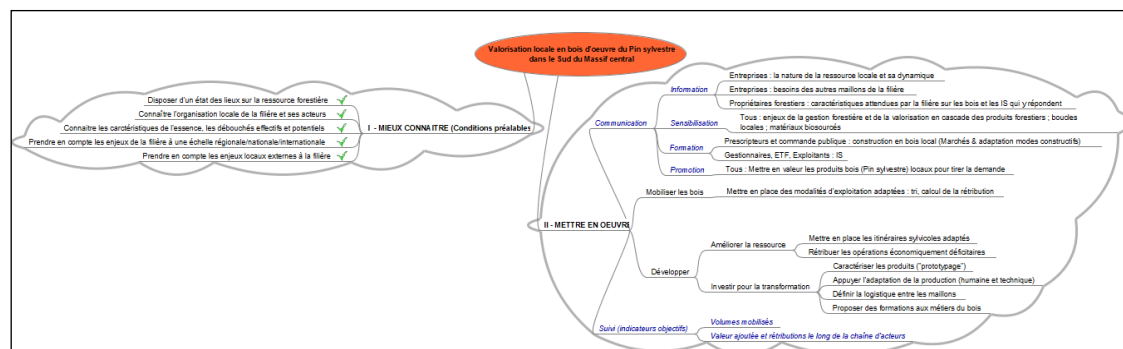 Valorisation locale en bois d'oeuvre du Pin sylvestre
dans le Sud du Massif central
I - MIEUX CONNAITRE (Conditions préalables
Disposer d'un état des lieux sur la ressource forestière
Connaître l'organisation locale de la filière et ses acteurs
Connaitre les carctéristiques de l'essence, les débouchés effectifs et potentiels
Prendre en compte les enjeux de la filière à une échelle régionale/nationale/internationale
Prendre en compte les enjeux locaux externes à la filière
II - METTRE EN OEUVRE
Communication
Information
Entreprises : la nature de la ressource locale et sa dynamique
Entreprises : besoins des autres maillons de la filière
Propriétaires forestiers : caractéristiques attendues par la filière sur les bois et les IS qui y répondent
Sensibilisation
Tous : enjeux de la gestion forestière et de la valorisation en cascade des produits forestiers ; boucles
locales ; matériaux biosourcés
Formation
Prescripteurs et commande publique : construction en bois local (Marchés & adaptation modes constructifs)
Gestionnaires, ETF, Exploitants : IS
Promotion
Tous : Mettre en valeur les produits bois (Pin sylvestre) locaux pour tirer la demande
Mobiliser les bois
Mettre en place des modalités d'exploitation adaptées : tri, calcul de la rétribution
Développer
Améliorer la ressource
Mettre en place les itinéraires sylvicoles adaptés
Rétribuer les opérations économiquement déficitaires
Investir pour la transformation
Caractériser les produits ("prototypage")
Appuyer l'adaptation de la production (humaine et technique)
Définir la logistique entre les maillons
Proposer des formations aux métiers du bois
Suivi (indicateurs objectifs)
Volumes mobilisés
Valeur ajoutée et rétributions le long de la chaîne d'acteurs